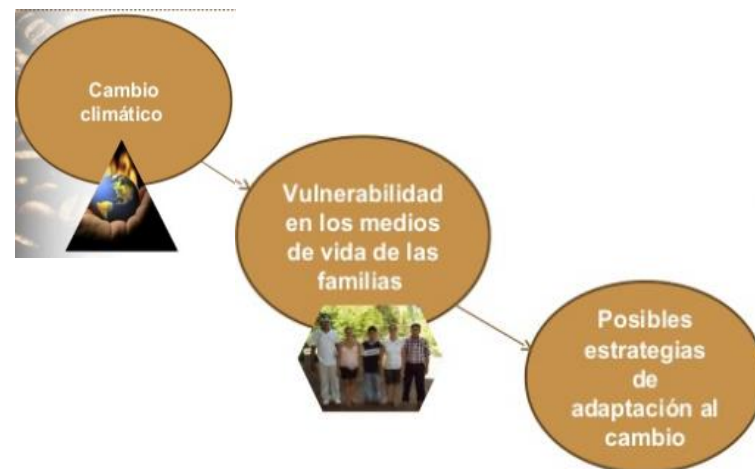 Cambio
climático
Vulnerabilidad
en los medios
de vida de las
familias
Posibles
estrategias
de
adaptación al
cambio